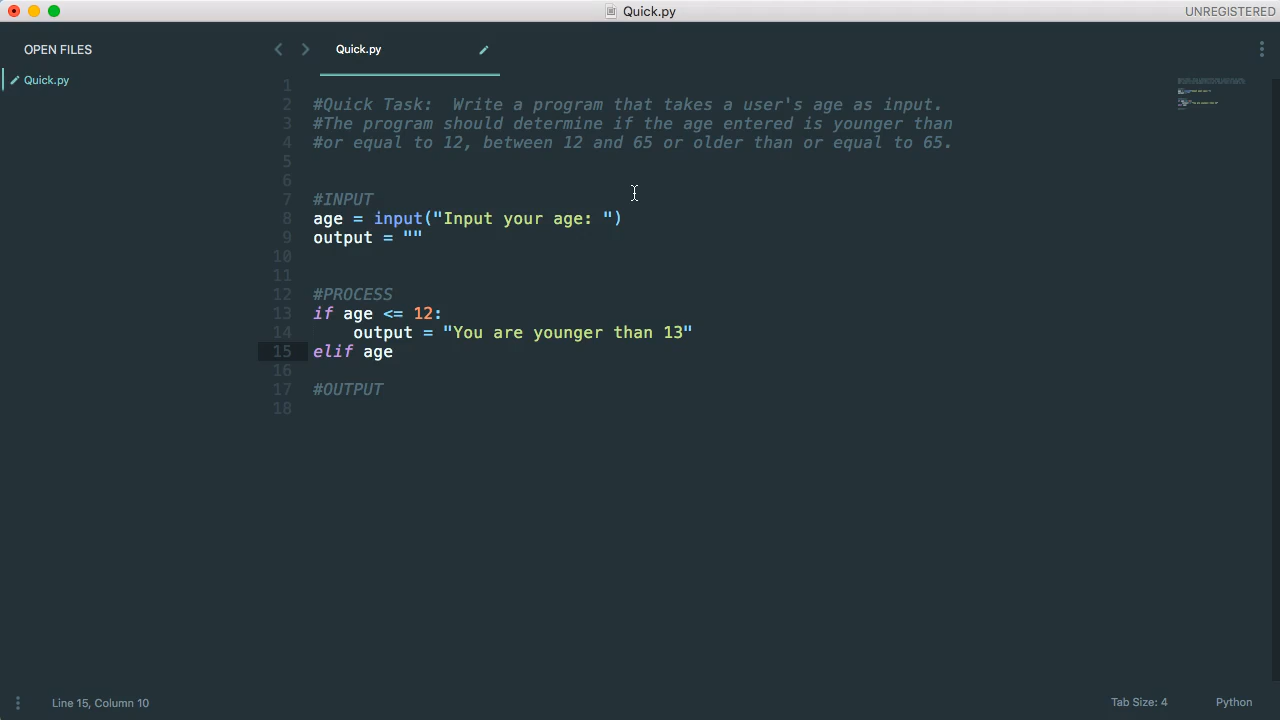 Quick.py
UNREGISTERED
OPEN FILES
Quick.py
Quick.py
1
2 #Quick Task:  Write a program that takes a user's age as input.
3 #The program should determine if the age entered is younger than
4 #or equal to 12, between 12 and 65 or older than or equal to 65.
5
6
7 #INPUT
8 age = input("Input your age: ")
9 output = ""
10
11
12 #PROCESS
13 if age <= 12:
14     output = "You are younger than 13"
15 elif age
16
17 #OUTPUT
18
Line 15, Column 10
Tab Size: 4
Python